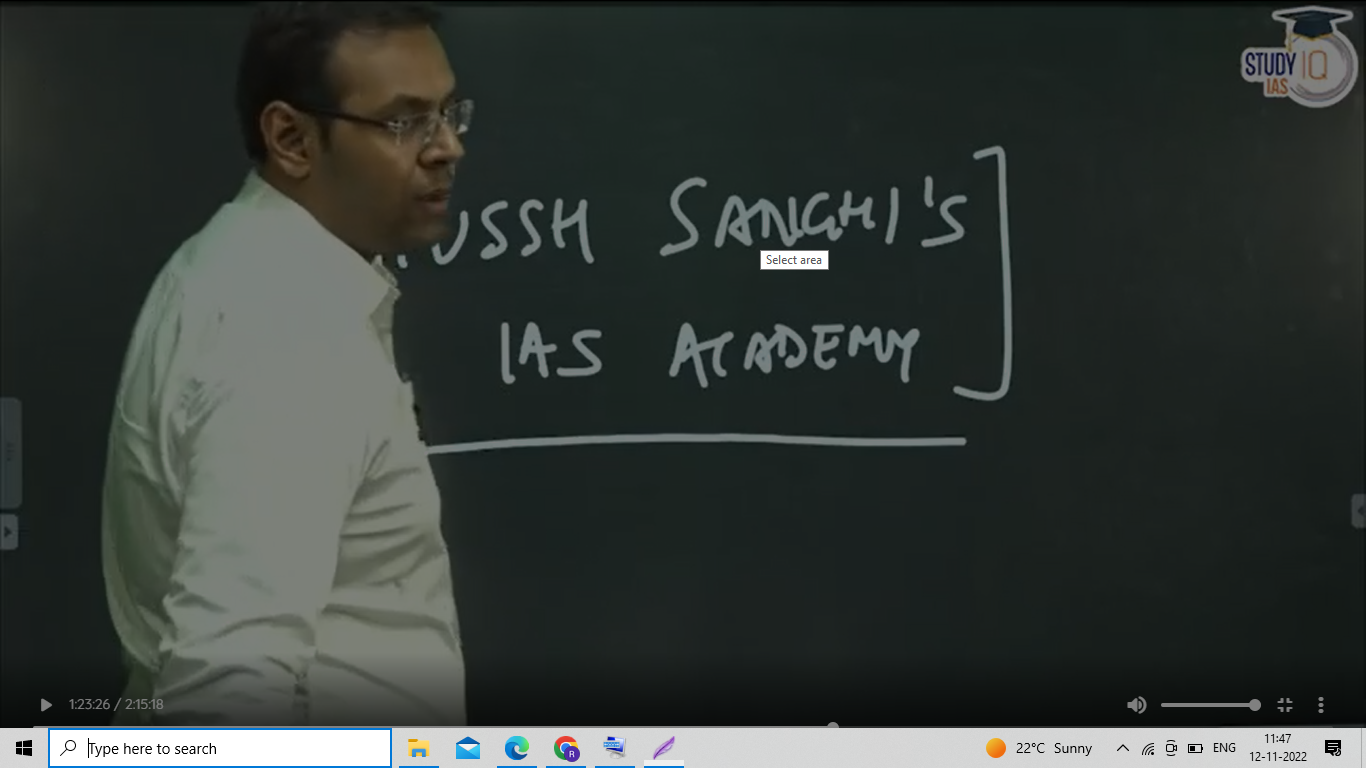 STUDY IQ
IAS
SANGHI'S
Select area
IAS ACADEMY
1:23:26 / 2:15:18
Type here to search
22°C Sunny
ENG
11:47
12-11-2022